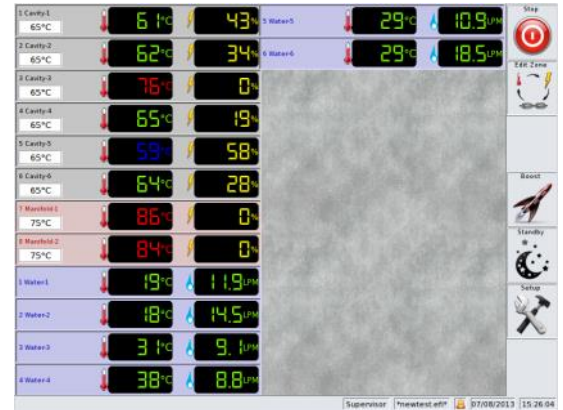 1 Cavity-1
65°C
61°C
43%
2 Cavity-2
65°C
62°C
34%
3 Cavity-3
65°C
76°C
0%
4 Cavity-4
65°C
65°C
19%
5 Cavity-5
65°C
59°C
58%
6 Cavity-6
65°C
64°C
28%
7 Manifold-1
75°C
86°C
0%
8 Manifold-2
75°C
84°C
0%
1 Water-1
19°C
11.9LPM
2 Water-2
18°C
14.5LPM
3 Water-3
31°C
9.1LPM
4 Water-4
38°C
8.8LPM
5 Water-5
29°C
10.9LPM
6 Water-6
29°C
18.5LPM
Stop
Edit Zone
Boost
Standby
Setup
Supervisor
*newtest.efl*
07/08/2013
15:26:04